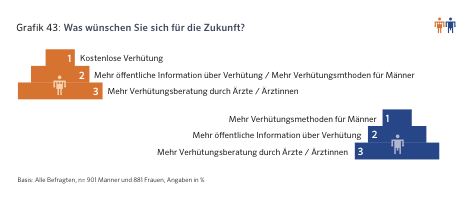 Grafik 43: Was wünschen Sie sich für die Zukunft?
1 Kostenlose Verhütung
2 Mehr öffentliche Information über Verhütung / Mehr Verhütungsmthoden für Männer
3 Mehr Verhütungsberatung durch Ärzte / Ärztinnen
Mehr Verhütungsmethoden für Männer 1
Mehr öffentliche Information über Verhütung 2
Mehr Verhütungsberatung durch Ärzte / Ärztinnen 3
Basis: Alle Befragten, n= 901 Männer und 881 Frauen, Angaben in %